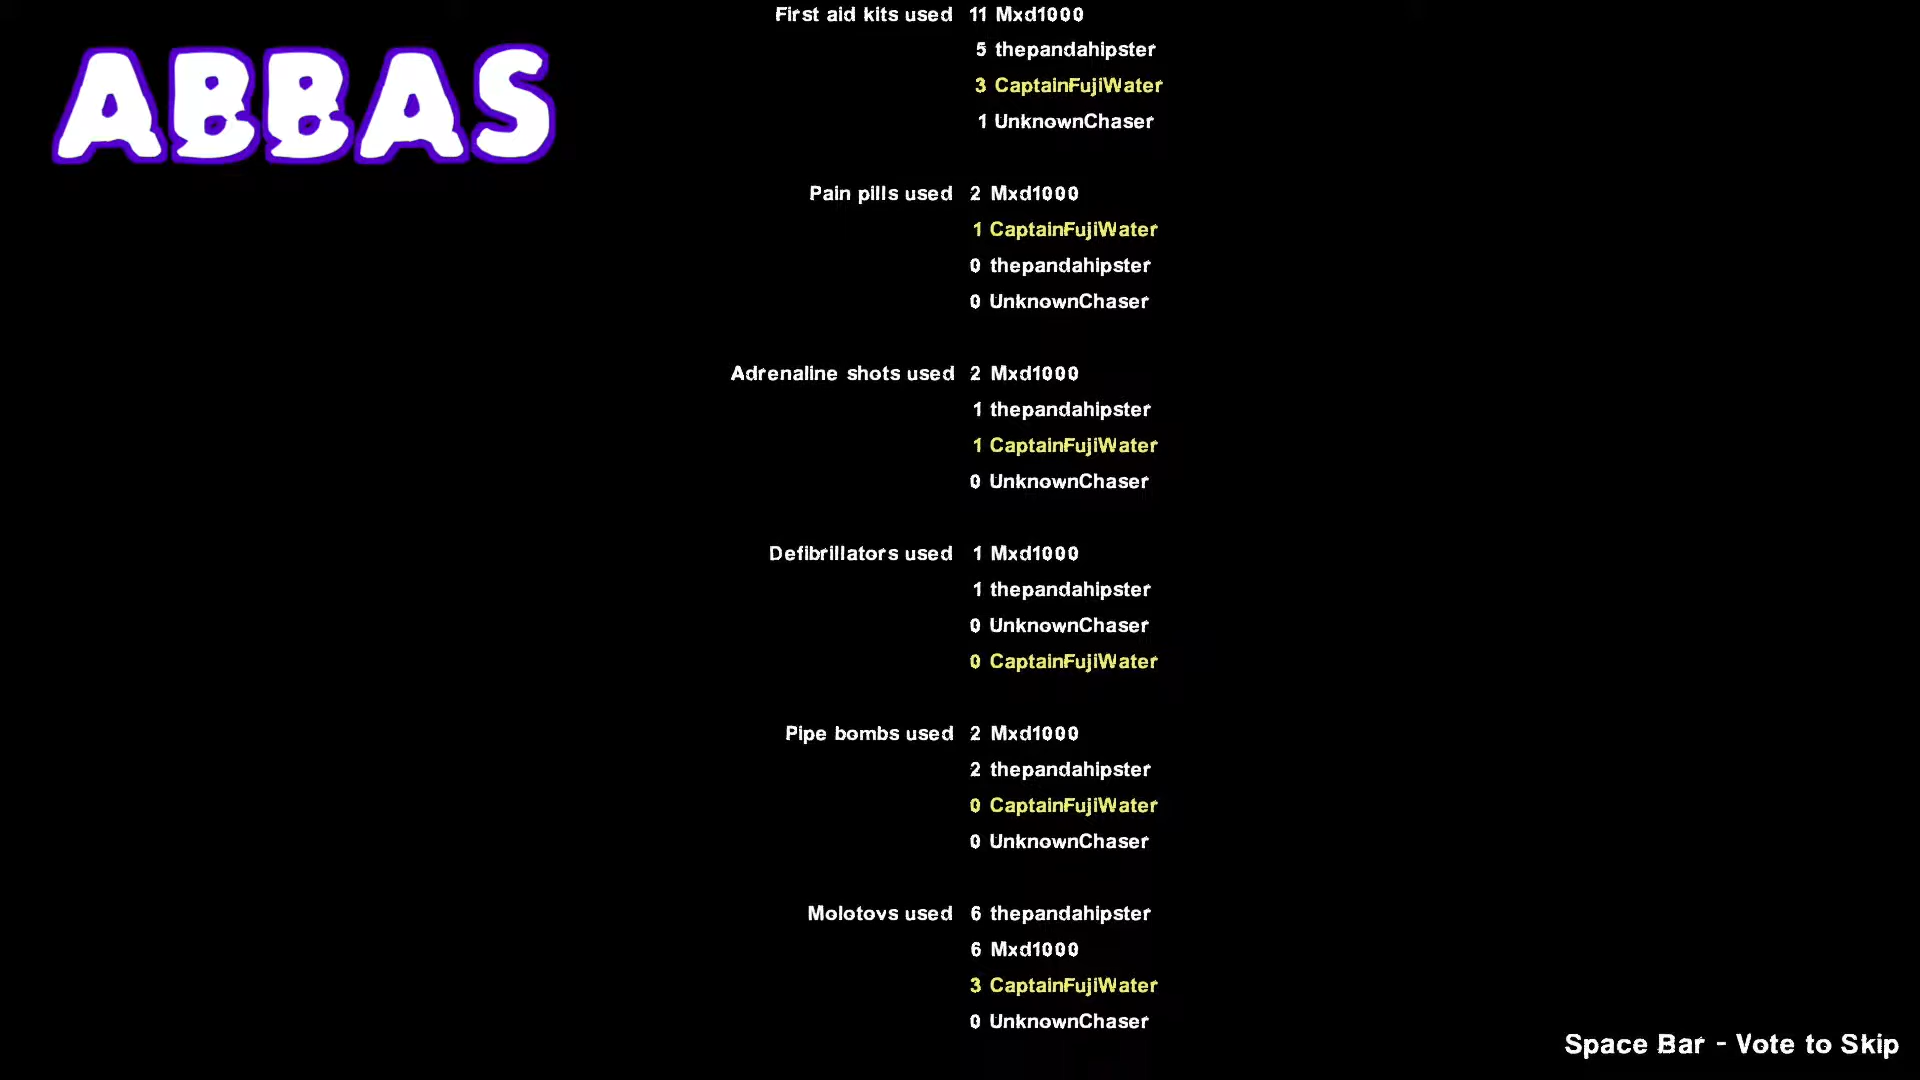 ABBAS
First aid kits used 11 Mxd1000
5 thepandahipster
3 CaptainFujiWater
1 UnknownChaser
Pain pills used 2 Mxd1000
1 CaptainFujiWater
0 thepandahipster
0 UnknownChaser
Adrenaline shots used 2 Mxd1000
1 thepandahipster
1 CaptainFujiWater
0 UnknownChaser
Defibrillators used 1 Mxd1000
1 thepandahipster
0 UnknownChaser
0 CaptainFujiWater
Pipe bombs used 2 Mxd1000
2 thepandahipster
0 CaptainFujiWater
0 UnknownChaser
Molotovs used 6 thepandahipster
6 Mxd1000
3 CaptainFujiWater
0 UnknownChaser
Space Bar - Vote to Skip